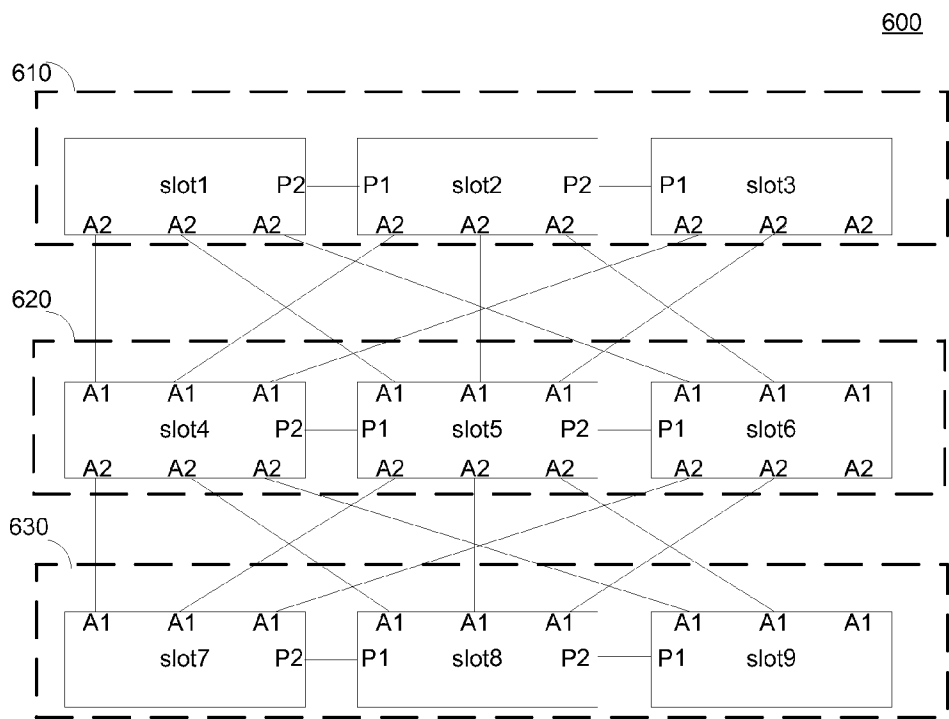 600
610
slot1 P2 P1 slot2 P2 P1 slot3
A2 A2 A2 A2 A2 A2 A2 A2 A2
620
A1 A1 A1 A1 A1 A1 A1 A1 A1
slot4 P2 P1 slot5 P2 P1 slot6
A2 A2 A2 A2 A2 A2 A2 A2 A2
630
A1 A1 A1 A1 A1 A1 A1 A1 A1
slot7 P2 P1 slot8 P2 P1 slot9